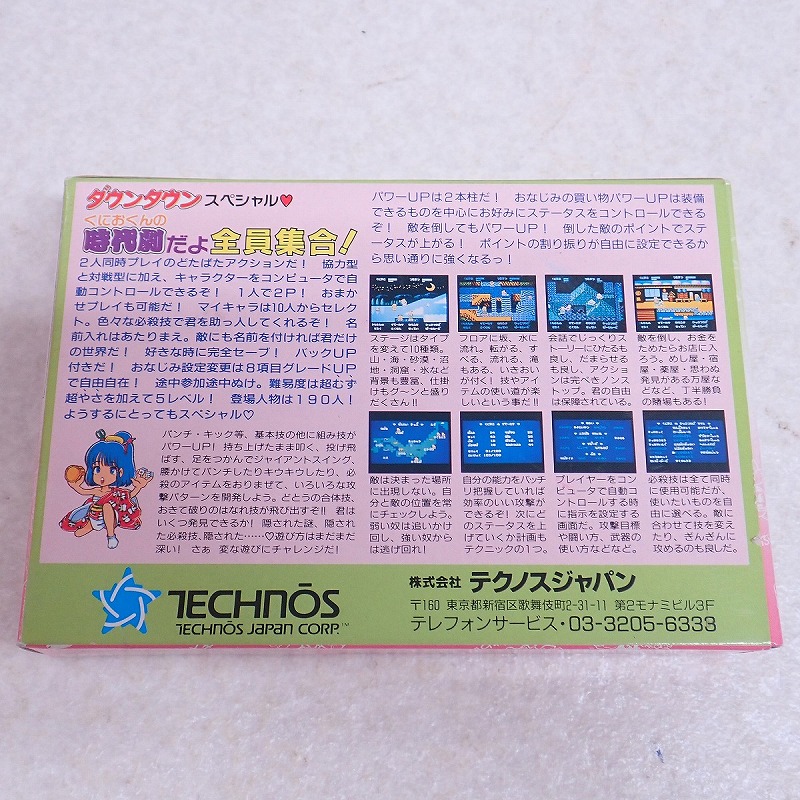 ダウンタウンスペシャル♥
くにおくんの
時代劇だよ全員集合!
2人同時プレイのどたばたアクションだ! 協力型
と対戦型に加え、キャラクターをコンピュータで自
動コントロールできるぞ! 1人で2P! おまか
せプレイも可能だ! マイキャラは10人からセレク
ト。色々な必殺技で君を助っ人してくれるぞ! 名
前入れはあたりまえ。敵にも名前を付ければ君だけ
の世界だ! 好きな時に完全セーブ! バックUP
付きだ! おなじみ設定変更は8項目グレードUP
で自由自在! 途中参加途中ぬけ。難易度は超むず
超やさを加えて5レベル! 登場人物は190人!
ようするにとってもスペシャル♡
パンチ・キック等、基本技の他に組み技が
パワーUP! 持ち上げたまま叩く、投げ飛
ばす、足をつかんでジャイアントスイング、
腰かけてパンチしたりキウキウしたり、必
殺のアイテムをおりまぜて、いろいろな攻
撃パターンを開発しよう。どとうの合体技、
おきて破りのはなれ技が飛び出すぞ!! 君は
いくつ発見できるか! 隠された謎、隠され
た必殺技、隠された……♡遊び方はまだまだ
深い! さぁ 変な遊びにチャレンジだ!
パワーUPは2本柱だ! おなじみの買い物パワーUPは装備
できるものを中心にお好みにステータスをコントロールできる
ぞ! 敵を倒してもパワーUP! 倒した敵のポイントでステ
ータスが上がる! ポイントの割り振りが自由に設定できるか
ら思い通りに強くなるっ!
ステージはタイプ
を変えて10種類。
山・海・砂漠・沼
地・洞窟・氷など
背景も豊富、仕掛
けもグーンと盛り
だくさん!!
フロアに坂、水に
流れ。転がる、す
べる、流れる、滝
もある、いきおい
が付く! 技やアイ
テムの使い道が楽
しいという事だ!!
会話でじっくりス
トーリーにひたるも
良し、だまらせる
も良し、アクション
は完ぺきノンス
トップ。君の自由
は保障されている。
敵を倒し、お金を
ためたらお店に入
ろう。めし屋・宿
屋・薬屋・思わぬ
発見がある万屋な
どなど、丁半勝負
の賭場もある!
敵は決まった場所
に出現しない。自
分と敵の位置を常
にチェックしよう。
弱い奴は追いかけ
回し、強い奴から
は逃げ回れ!
自分の能力をバッ
チリ把握していれば
効率のいい攻撃が
できるぞ! 次にど
のステータスを上
げていくか計画も
テクニックの1つ。
プレイヤーをコン
ピュータで自動コ
ントロールする時
に指示を設定する
画面だ。攻撃目標
や闘い方、武器の
使い方などなど。
必殺技は全て同時
に使用可能だが、
使いたいものを自
由に選べる。敵に
合わせて技を変え
たり、ぎんぎんに
攻めるのも良しだ。
TECHNŌS
TECHNŌS JAPAN CORP.™
株式会社 テクノスジャパン
〒160 東京都新宿区歌舞伎町2-31-11 第2モナミビル3F
テレフォンサービス・03-3205-6333